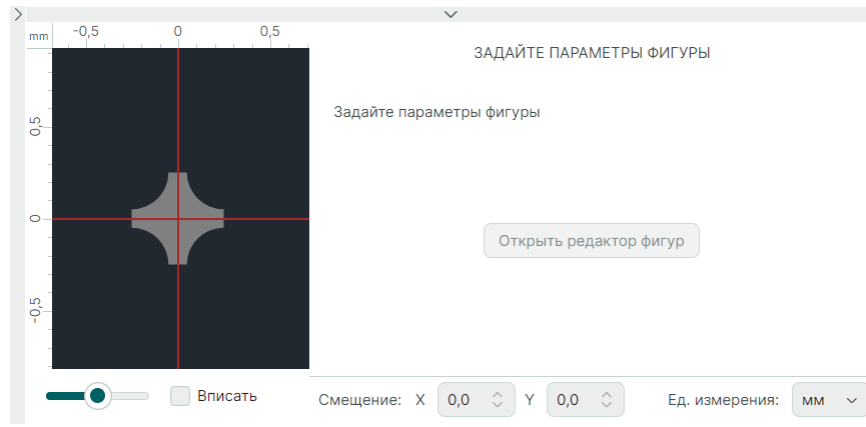 mm -0,5 0 0,5
ЗАДАЙТЕ ПАРАМЕТРЫ ФИГУРЫ
Задайте параметры фигуры
0,5
0
-0,5
Открыть редактор фигур
Вписать
Смещение: X 0,0 Y 0,0 Ед. измерения: мм